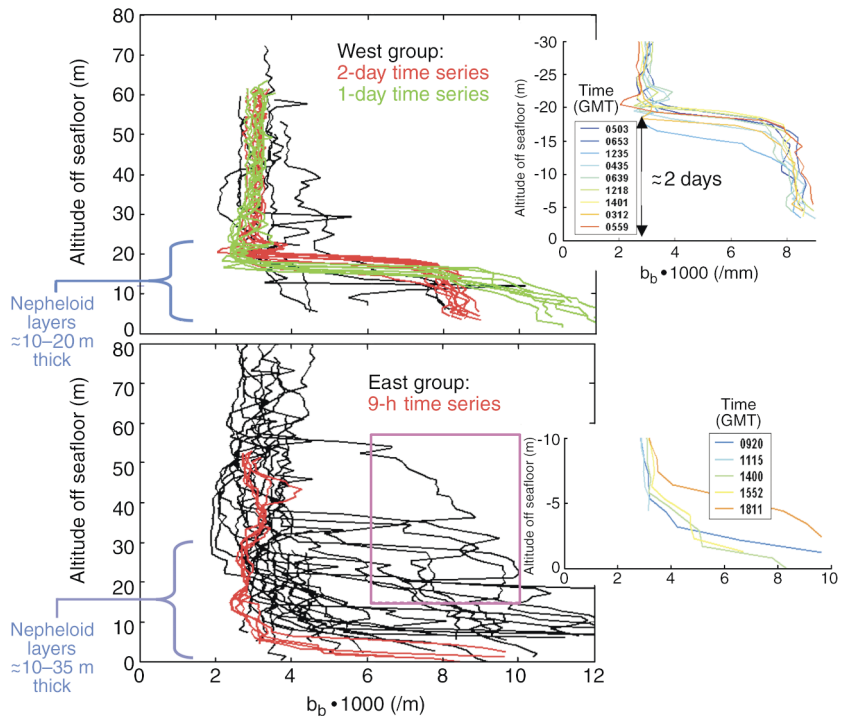 80
70
60
50
40
30
20
10
0
Altitude off seafloor (m)
West group:
2-day time series
1-day time series
Nepheloid
layers
≈10–20 m
thick
-30
-25
-20
-15
-10
-5
0
Altitude off seafloor (m)
Time
(GMT)
0503
0653
1235
0435
0639
1218
1401
0312
0559
≈2 days
0 2 4 6 8
b_b • 1000 (/mm)
80
70
60
50
40
30
20
10
0
Altitude off seafloor (m)
East group:
9-h time series
Nepheloid
layers
≈10–35 m
thick
0 2 4 6 8 10 12
b_b • 1000 (/m)
-10
-5
0
Altitude off seafloor (m)
Time
(GMT)
0920
1115
1400
1552
1811
0 2 4 6 8 10